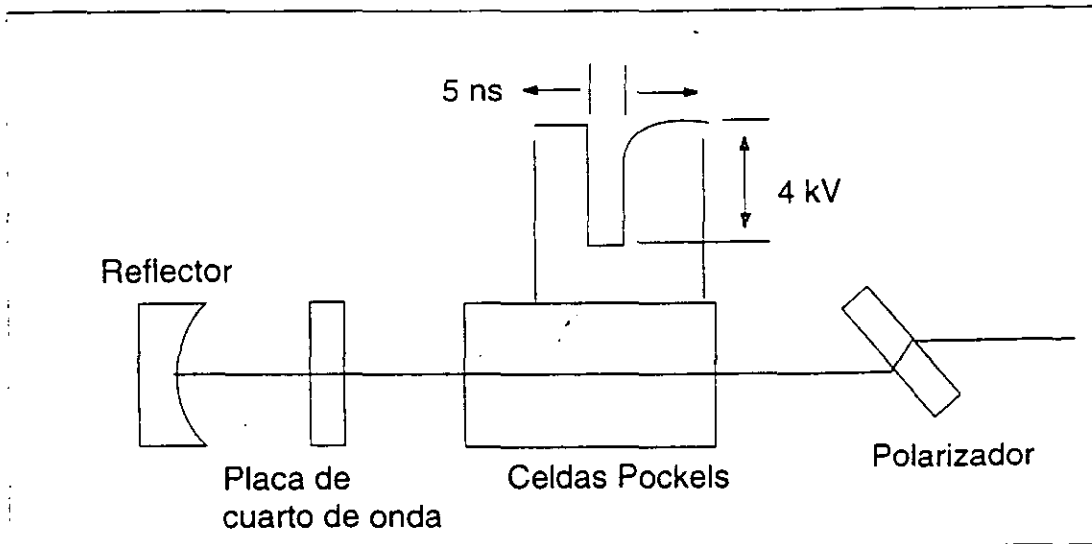 5 ns
4 kV
Reflector
Placa de
cuarto de onda
Celdas Pockels
Polarizador